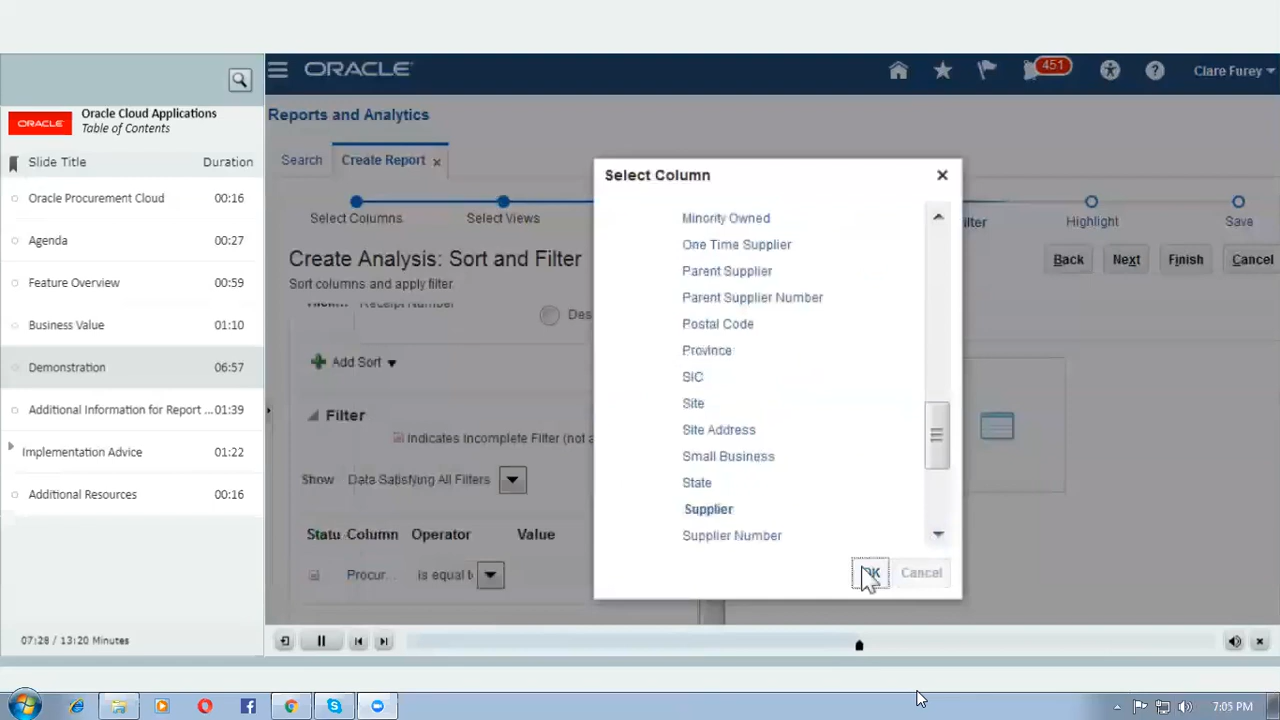 ORACLE
451
Clare Furey
ORACLE
Oracle Cloud Applications
Table of Contents
Slide Title Duration
Oracle Procurement Cloud 00:16
Agenda 00:27
Feature Overview 00:59
Business Value 01:10
Demonstration 06:57
Additional Information for Report ... 01:39
Implementation Advice 01:22
Additional Resources 00:16
07:28 / 13:20 Minutes
Reports and Analytics
Search Create Report
Select Columns Select Views Highlight Save
Create Analysis: Sort and Filter
Back Next Finish Cancel
Sort columns and apply filter
Receipt Number
Des
Add Sort
Filter
Indicates Incomplete Filter (not a
Show Data Satisfying All Filters
Statu Column Operator Value
Procur... is equal t
Select Column
Minority Owned
One Time Supplier
Parent Supplier
Parent Supplier Number
Postal Code
Province
SIC
Site
Site Address
Small Business
State
Supplier
Supplier Number
OK Cancel
7:05 PM